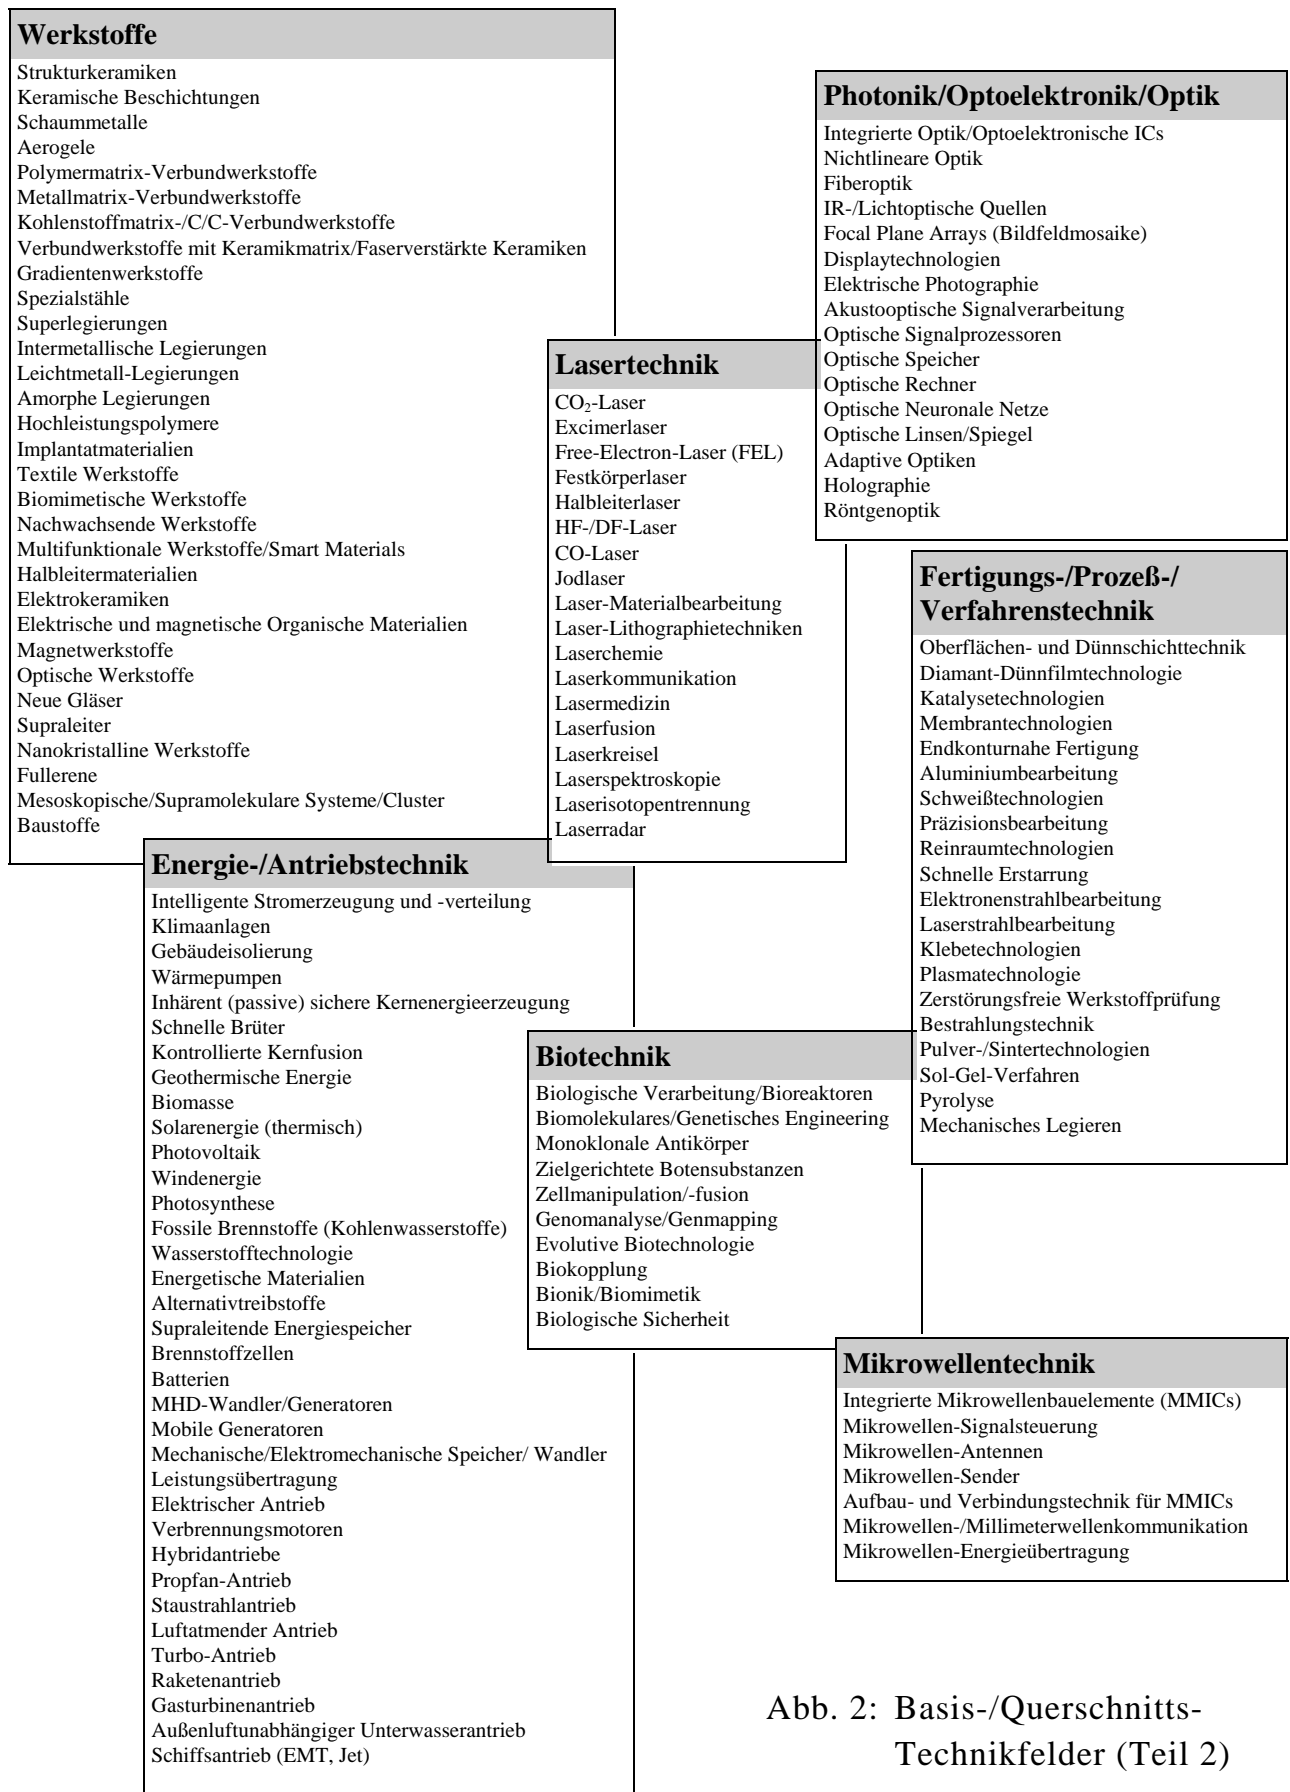 Werkstoffe
Strukturkeramiken
Keramische Beschichtungen
Schaummetalle
Aerogele
Polymermatrix-Verbundwerkstoffe
Metallmatrix-Verbundwerkstoffe
Kohlenstoffmatrix-/C/C-Verbundwerkstoffe
Verbundwerkstoffe mit Keramikmatrix/Faserverstärkte Keramiken
Gradientenwerkstoffe
Spezialstähle
Superlegierungen
Intermetallische Legierungen
Leichtmetall-Legierungen
Amorphe Legierungen
Hochleistungspolymere
Implantatmaterialien
Textile Werkstoffe
Biomimetische Werkstoffe
Nachwachsende Werkstoffe
Multifunktionale Werkstoffe/Smart Materials
Halbleitermaterialien
Elektrokeramiken
Elektrische und magnetische Organische Materialien
Magnetwerkstoffe
Optische Werkstoffe
Neue Gläser
Supraleiter
Nanokristalline Werkstoffe
Fullerene
Mesoskopische/Supramolekulare Systeme/Cluster
Baustoffe
Photonik/Optoelektronik/Optik
Integrierte Optik/Optoelektronische ICs
Nichtlineare Optik
Fiberoptik
IR-/Lichtoptische Quellen
Focal Plane Arrays (Bildfeldmosaike)
Displaytechnologien
Elektrische Photographie
Akustooptische Signalverarbeitung
Optische Signalprozessoren
Optische Speicher
Optische Rechner
Optische Neuronale Netze
Optische Linsen/Spiegel
Adaptive Optiken
Holographie
Röntgenoptik
Lasertechnik
CO₂-Laser
Excimerlaser
Free-Electron-Laser (FEL)
Festkörperlaser
Halbleiterlaser
HF-/DF-Laser
CO-Laser
Jodlaser
Laser-Materialbearbeitung
Laser-Lithographietechniken
Laserchemie
Laserkommunikation
Lasermedizin
Laserfusion
Laserkreisel
Laserspektroskopie
Laserisotopentrennung
Laserradar
Fertigungs-/Prozeß-/
Verfahrenstechnik
Oberflächen- und Dünnschichttechnik
Diamant-Dünnfilmtechnologie
Katalysetechnologien
Membrantechnologien
Endkonturnahe Fertigung
Aluminiumbearbeitung
Schweißtechnologien
Präzisionsbearbeitung
Reinraumtechnologien
Schnelle Erstarrung
Elektronenstrahlbearbeitung
Laserstrahlbearbeitung
Klebetechnologien
Plasmatechnologie
Zerstörungsfreie Werkstoffprüfung
Bestrahlungstechnik
Pulver-/Sintertechnologien
Sol-Gel-Verfahren
Pyrolyse
Mechanisches Legieren
Energie-/Antriebstechnik
Intelligente Stromerzeugung und -verteilung
Klimaanlagen
Gebäudeisolierung
Wärmepumpen
Inhärent (passive) sichere Kernenergieerzeugung
Schnelle Brüter
Kontrollierte Kernfusion
Geothermische Energie
Biomasse
Solarenergie (thermisch)
Photovoltaik
Windenergie
Photosynthese
Fossile Brennstoffe (Kohlenwasserstoffe)
Wasserstofftechnologie
Energetische Materialien
Alternativtreibstoffe
Supraleitende Energiespeicher
Brennstoffzellen
Batterien
MHD-Wandler/Generatoren
Mobile Generatoren
Mechanische/Elektromechanische Speicher/ Wandler
Leistungsübertragung
Elektrischer Antrieb
Verbrennungsmotoren
Hybridantriebe
Propfan-Antrieb
Staustrahlantrieb
Luftatmender Antrieb
Turbo-Antrieb
Raketenantrieb
Gasturbinenantrieb
Außenluftunabhängiger Unterwasserantrieb
Schiffsantrieb (EMT, Jet)
Biotechnik
Biologische Verarbeitung/Bioreaktoren
Biomolekulares/Genetisches Engineering
Monoklonale Antikörper
Zielgerichtete Botensubstanzen
Zellmanipulation/-fusion
Genomanalyse/Genmapping
Evolutive Biotechnologie
Biokopplung
Bionik/Biomimetik
Biologische Sicherheit
Mikrowellentechnik
Integrierte Mikrowellenbauelemente (MMICs)
Mikrowellen-Signalsteuerung
Mikrowellen-Antennen
Mikrowellen-Sender
Aufbau- und Verbindungstechnik für MMICs
Mikrowellen-/Millimeterwellenkommunikation
Mikrowellen-Energieübertragung
Abb. 2: Basis-/Querschnitts-
Technikfelder (Teil 2)